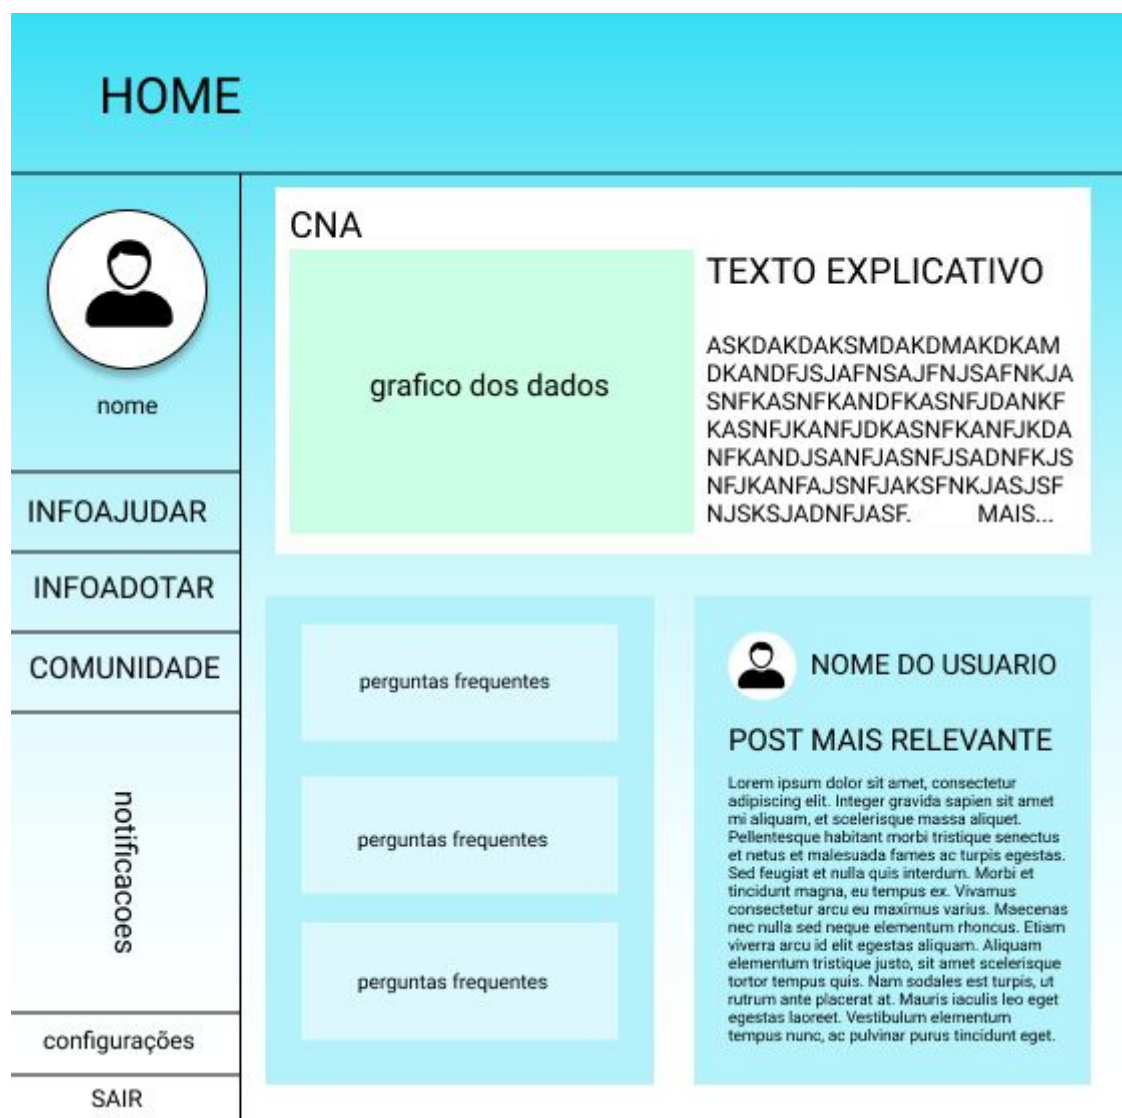 HOME
nome
INFOAJUDAR
INFOADOTAR
COMUNIDADE
notificacoes
configurações
SAIR
CNA
grafico dos dados
TEXTO EXPLICATIVO
ASKDAKDAKSMDAKDMAKDKAM
DKANDFJSJAFNSAJFNJSAFNKJA
SNFKASNFKANDFKASNFJDANKF
KASNFJKANFJDKASNFKANFJKDA
NFKANDJSANFJASNFJSADNFKJS
NFJKANFAJSNFJAKSFNKJASJSF
NJSKSJADNFJASF. MAIS...
perguntas frequentes
perguntas frequentes
perguntas frequentes
NOME DO USUARIO
POST MAIS RELEVANTE
Lorem ipsum dolor sit amet, consectetur
adipiscing elit. Integer gravida sapien sit amet
mi aliquam, et scelerisque massa aliquet.
Pellentesque habitant morbi tristique senectus
et netus et malesuada fames ac turpis egestas.
Sed feugiat et nulla quis interdum. Morbi et
tincidunt magna, eu tempus ex. Vivamus
consectetur arcu eu maximus varius. Maecenas
nec nulla sed neque elementum rhoncus. Etiam
viverra arcu id elit egestas aliquam. Aliquam
elementum tristique justo, sit amet scelerisque
tortor tempus quis. Nam sodales est turpis, ut
rutrum ante placerat at. Mauris iaculis leo eget
egestas laoreet. Vestibulum elementum
tempus nunc, ac pulvinar purus tincidunt eget.